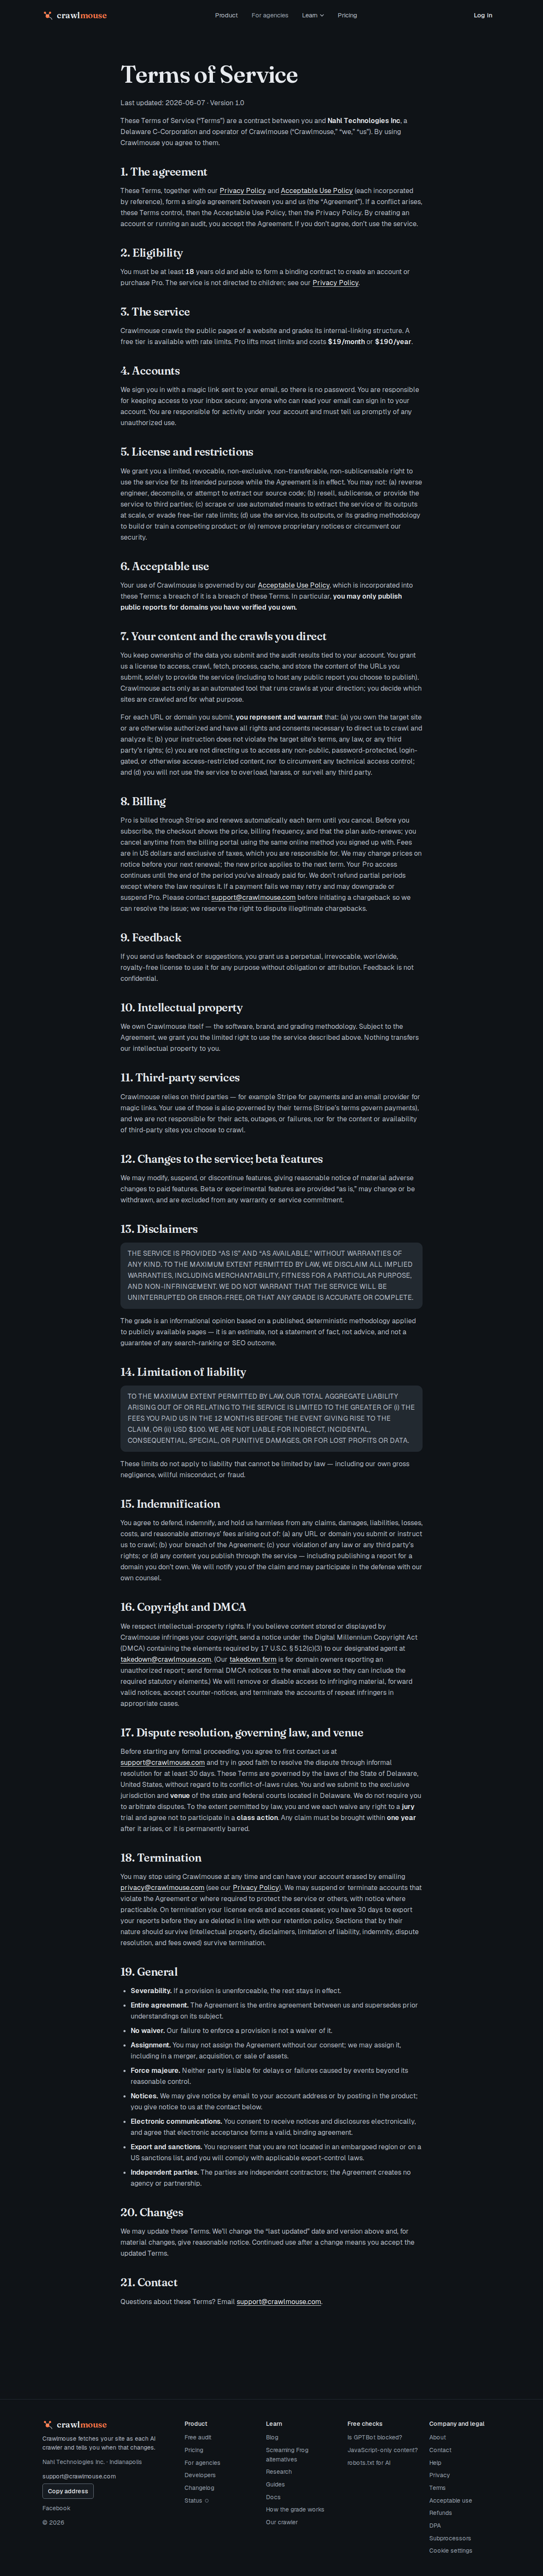 crawlmouse
Product
For agencies
Learn
Pricing
Log in
Terms of Service
Last updated: 2026-06-07 · Version 1.0
These Terms of Service (“Terms”) are a contract between you and Nahl Technologies Inc, a
Delaware C-Corporation and operator of Crawlmouse (“Crawlmouse,” “we,” “us”). By using
Crawlmouse you agree to them.
1. The agreement
These Terms, together with our Privacy Policy and Acceptable Use Policy (each incorporated
by reference), form a single agreement between you and us (the “Agreement”). If a conflict arises,
these Terms control, then the Acceptable Use Policy, then the Privacy Policy. By creating an
account or running an audit, you accept the Agreement. If you don’t agree, don’t use the service.
2. Eligibility
You must be at least 18 years old and able to form a binding contract to create an account or
purchase Pro. The service is not directed to children; see our Privacy Policy.
3. The service
Crawlmouse crawls the public pages of a website and grades its internal-linking structure. A
free tier is available with rate limits. Pro lifts most limits and costs $19/month or $190/year.
4. Accounts
We sign you in with a magic link sent to your email, so there is no password. You are responsible
for keeping access to your inbox secure; anyone who can read your email can sign in to your
account. You are responsible for activity under your account and must tell us promptly of any
unauthorized use.
5. License and restrictions
We grant you a limited, revocable, non-exclusive, non-transferable, non-sublicensable right to
use the service for its intended purpose while the Agreement is in effect. You may not: (a) reverse
engineer, decompile, or attempt to extract our source code; (b) resell, sublicense, or provide the
service to third parties; (c) scrape or use automated means to extract the service or its outputs
at scale, or evade free-tier rate limits; (d) use the service, its outputs, or its grading methodology
to build or train a competing product; or (e) remove proprietary notices or circumvent our
security.
6. Acceptable use
Your use of Crawlmouse is governed by our Acceptable Use Policy, which is incorporated into
these Terms; a breach of it is a breach of these Terms. In particular, you may only publish
public reports for domains you have verified you own.
7. Your content and the crawls you direct
You keep ownership of the data you submit and the audit results tied to your account. You grant
us a license to access, crawl, fetch, process, cache, and store the content of the URLs you
submit, solely to provide the service (including to host any public report you choose to publish).
Crawlmouse acts only as an automated tool that runs crawls at your direction; you decide which
sites are crawled and for what purpose.
For each URL or domain you submit, you represent and warrant that: (a) you own the target site
or are otherwise authorized and have all rights and consents necessary to direct us to crawl and
analyze it; (b) your instruction does not violate the target site’s terms, any law, or any third
party’s rights; (c) you are not directing us to access any non-public, password-protected, login-
gated, or otherwise access-restricted content, nor to circumvent any technical access control;
and (d) you will not use the service to overload, harass, or surveil any third party.
8. Billing
Pro is billed through Stripe and renews automatically each term until you cancel. Before you
subscribe, the checkout shows the price, billing frequency, and that the plan auto-renews; you
can cancel anytime from the billing portal using the same online method you signed up with. Fees
are in US dollars and exclusive of taxes, which you are responsible for. We may change prices on
notice before your next renewal; the new price applies to the next term. Your Pro access
continues until the end of the period you’ve already paid for. We don’t refund partial periods
except where the law requires it. If a payment fails we may retry and may downgrade or
suspend Pro. Please contact support@crawlmouse.com before initiating a chargeback so we
can resolve the issue; we reserve the right to dispute illegitimate chargebacks.
9. Feedback
If you send us feedback or suggestions, you grant us a perpetual, irrevocable, worldwide,
royalty-free license to use it for any purpose without obligation or attribution. Feedback is not
confidential.
10. Intellectual property
We own Crawlmouse itself — the software, brand, and grading methodology. Subject to the
Agreement, we grant you the limited right to use the service described above. Nothing transfers
our intellectual property to you.
11. Third-party services
Crawlmouse relies on third parties — for example Stripe for payments and an email provider for
magic links. Your use of those is also governed by their terms (Stripe’s terms govern payments),
and we are not responsible for their acts, outages, or failures, nor for the content or availability
of third-party sites you choose to crawl.
12. Changes to the service; beta features
We may modify, suspend, or discontinue features, giving reasonable notice of material adverse
changes to paid features. Beta or experimental features are provided “as is,” may change or be
withdrawn, and are excluded from any warranty or service commitment.
13. Disclaimers
THE SERVICE IS PROVIDED “AS IS” AND “AS AVAILABLE,” WITHOUT WARRANTIES OF
ANY KIND. TO THE MAXIMUM EXTENT PERMITTED BY LAW, WE DISCLAIM ALL IMPLIED
WARRANTIES, INCLUDING MERCHANTABILITY, FITNESS FOR A PARTICULAR PURPOSE,
AND NON-INFRINGEMENT. WE DO NOT WARRANT THAT THE SERVICE WILL BE
UNINTERRUPTED OR ERROR-FREE, OR THAT ANY GRADE IS ACCURATE OR COMPLETE.
The grade is an informational opinion based on a published, deterministic methodology applied
to publicly available pages — it is an estimate, not a statement of fact, not advice, and not a
guarantee of any search-ranking or SEO outcome.
14. Limitation of liability
TO THE MAXIMUM EXTENT PERMITTED BY LAW, OUR TOTAL AGGREGATE LIABILITY
ARISING OUT OF OR RELATING TO THE SERVICE IS LIMITED TO THE GREATER OF (I) THE
FEES YOU PAID US IN THE 12 MONTHS BEFORE THE EVENT GIVING RISE TO THE
CLAIM, OR (II) USD $100. WE ARE NOT LIABLE FOR INDIRECT, INCIDENTAL,
CONSEQUENTIAL, SPECIAL, OR PUNITIVE DAMAGES, OR FOR LOST PROFITS OR DATA.
These limits do not apply to liability that cannot be limited by law — including our own gross
negligence, willful misconduct, or fraud.
15. Indemnification
You agree to defend, indemnify, and hold us harmless from any claims, damages, liabilities, losses,
costs, and reasonable attorneys’ fees arising out of: (a) any URL or domain you submit or instruct
us to crawl; (b) your breach of the Agreement; (c) your violation of any law or any third party’s
rights; or (d) any content you publish through the service — including publishing a report for a
domain you don’t own. We will notify you of the claim and may participate in the defense with our
own counsel.
16. Copyright and DMCA
We respect intellectual-property rights. If you believe content stored or displayed by
Crawlmouse infringes your copyright, send a notice under the Digital Millennium Copyright Act
(DMCA) containing the elements required by 17 U.S.C. § 512(c)(3) to our designated agent at
takedown@crawlmouse.com. (Our takedown form is for domain owners reporting an
unauthorized report; send formal DMCA notices to the email above so they can include the
required statutory elements.) We will remove or disable access to infringing material, forward
valid notices, accept counter-notices, and terminate the accounts of repeat infringers in
appropriate cases.
17. Dispute resolution, governing law, and venue
Before starting any formal proceeding, you agree to first contact us at
support@crawlmouse.com and try in good faith to resolve the dispute through informal
resolution for at least 30 days. These Terms are governed by the laws of the State of Delaware,
United States, without regard to its conflict-of-laws rules. You and we submit to the exclusive
jurisdiction and venue of the state and federal courts located in Delaware. We do not require you
to arbitrate disputes. To the extent permitted by law, you and we each waive any right to a jury
trial and agree not to participate in a class action. Any claim must be brought within one year
after it arises, or it is permanently barred.
18. Termination
You may stop using Crawlmouse at any time and can have your account erased by emailing
privacy@crawlmouse.com (see our Privacy Policy). We may suspend or terminate accounts that
violate the Agreement or where required to protect the service or others, with notice where
practicable. On termination your license ends and access ceases; you have 30 days to export
your reports before they are deleted in line with our retention policy. Sections that by their
nature should survive (intellectual property, disclaimers, limitation of liability, indemnity, dispute
resolution, and fees owed) survive termination.
19. General
• Severability. If a provision is unenforceable, the rest stays in effect.
• Entire agreement. The Agreement is the entire agreement between us and supersedes prior
understandings on its subject.
• No waiver. Our failure to enforce a provision is not a waiver of it.
• Assignment. You may not assign the Agreement without our consent; we may assign it,
including in a merger, acquisition, or sale of assets.
• Force majeure. Neither party is liable for delays or failures caused by events beyond its
reasonable control.
• Notices. We may give notice by email to your account address or by posting in the product;
you give notice to us at the contact below.
• Electronic communications. You consent to receive notices and disclosures electronically,
and agree that electronic acceptance forms a valid, binding agreement.
• Export and sanctions. You represent that you are not located in an embargoed region or on a
US sanctions list, and you will comply with applicable export-control laws.
• Independent parties. The parties are independent contractors; the Agreement creates no
agency or partnership.
20. Changes
We may update these Terms. We’ll change the “last updated” date and version above and, for
material changes, give reasonable notice. Continued use after a change means you accept the
updated Terms.
21. Contact
Questions about these Terms? Email support@crawlmouse.com.
crawlmouse
Crawlmouse fetches your site as each AI
crawler and tells you when that changes.
Nahl Technologies Inc. · Indianapolis
support@crawlmouse.com
Copy address
Facebook
© 2026
Product
Free audit
Pricing
For agencies
Developers
Changelog
Status
Learn
Blog
Screaming Frog
alternatives
Research
Guides
Docs
How the grade works
Our crawler
Free checks
Is GPTBot blocked?
JavaScript-only content?
robots.txt for AI
Company and legal
About
Contact
Help
Privacy
Terms
Acceptable use
Refunds
DPA
Subprocessors
Cookie settings